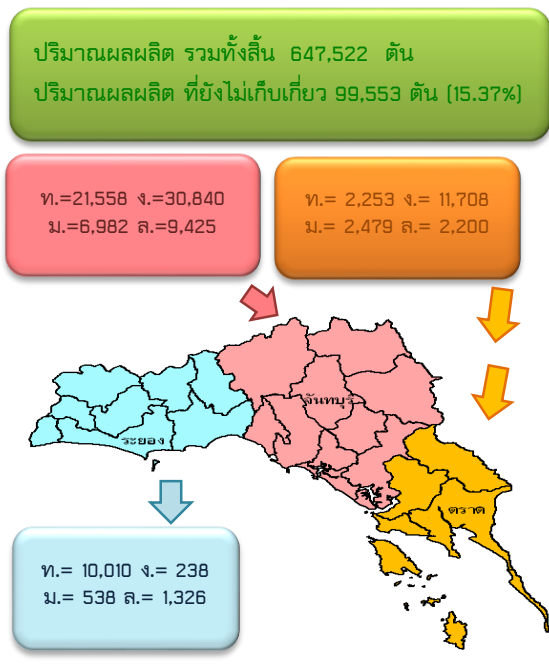 ปริมาณผลผลิต รวมทั้งสิ้น 647,522 ตัน
ปริมาณผลผลิต ที่ยังไม่เก็บเกี่ยว 99,553 ตัน (15.37%)
ท.=21,558 ง.=30,840
ม.=6,982 ล.=9,425
ท.= 2,253 ง.= 11,708
ม.= 2,479 ล.= 2,200
จันทบุรี
ระยอง
ตราด
ท.= 10,010 ง.= 238
ม.= 538 ล.= 1,326